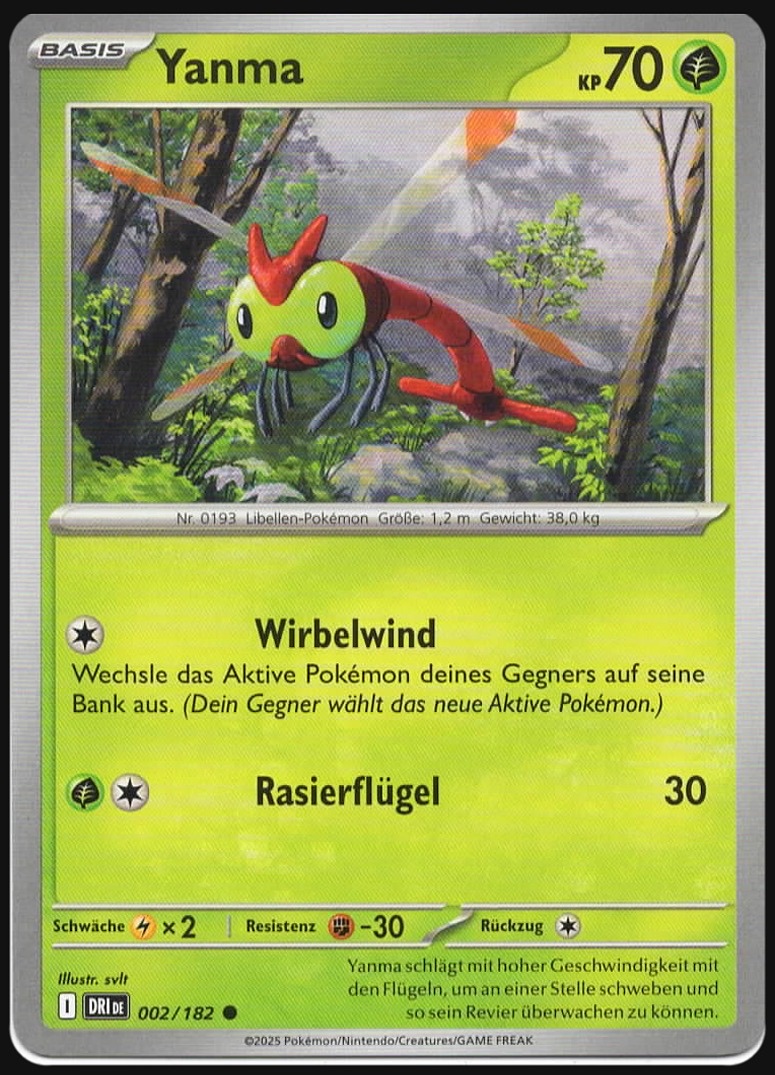 BASIS
Yanma
KP 70
Nr. 0193 Libellen-Pokémon Größe: 1,2 m Gewicht: 38,0 kg
Wirbelwind
Wechsle das Aktive Pokémon deines Gegners auf seine
Bank aus. (Dein Gegner wählt das neue Aktive Pokémon.)
Rasierflügel 30
Schwäche ×2 Resistenz -30 Rückzug
Illustr. svlt
Yanma schlägt mit hoher Geschwindigkeit mit
den Flügeln, um an einer Stelle schweben und
so sein Revier überwachen zu können.
I DRI DE 002/182
©2025 Pokémon/Nintendo/Creatures/GAME FREAK